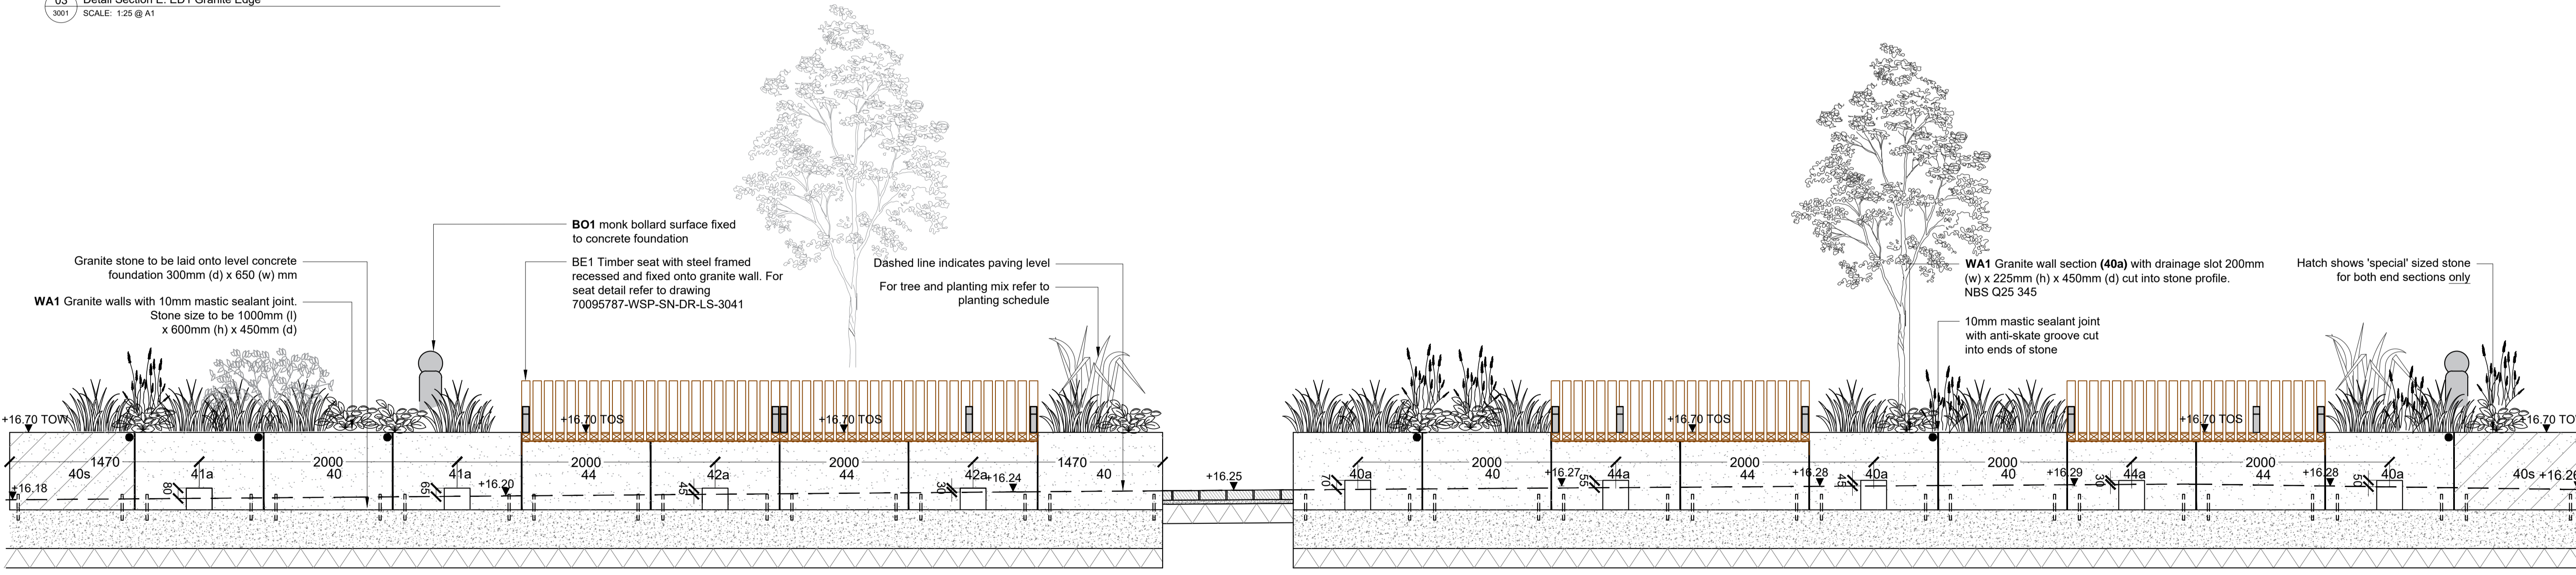 03
Detail Section E: ED1 Granite Edge
3001
SCALE: 1:25 @ A1
BO1 monk bollard surface fixed
to concrete foundation
Granite stone to be laid onto level concrete
foundation 300mm (d) x 650 (w) mm
WA1 Granite walls with 10mm mastic sealant joint.
Stone size to be 1000mm (l)
x 600mm (h) x 450mm (d)
BE1 Timber seat with steel framed
recessed and fixed onto granite wall. For
seat detail refer to drawing
70095787-WSP-SN-DR-LS-3041
Dashed line indicates paving level
For tree and planting mix refer to
planting schedule
WA1 Granite wall section (40a) with drainage slot 200mm
(w) x 225mm (h) x 450mm (d) cut into stone profile.
NBS Q25 345
10mm mastic sealant joint
with anti-skate groove cut
into ends of stone
Hatch shows 'special' sized stone
for both end sections only
+16.70 TOW
+16.70 TOS
+16.70 TOS
+16.70 TOS
+16.70 TOS
+16.70 TO
1470
2000
2000
2000
1470
2000
2000
2000
2000
40s
41a
40
41a
44
42a
44
42a
40
40a
40
44a
44
40a
40
44a
44
40a
40s
+16.18
80
65
+16.20
45
30
+16.24
+16.25
70
+16.27
55
+16.28
45
+16.29
30
+16.28
50
+16.26